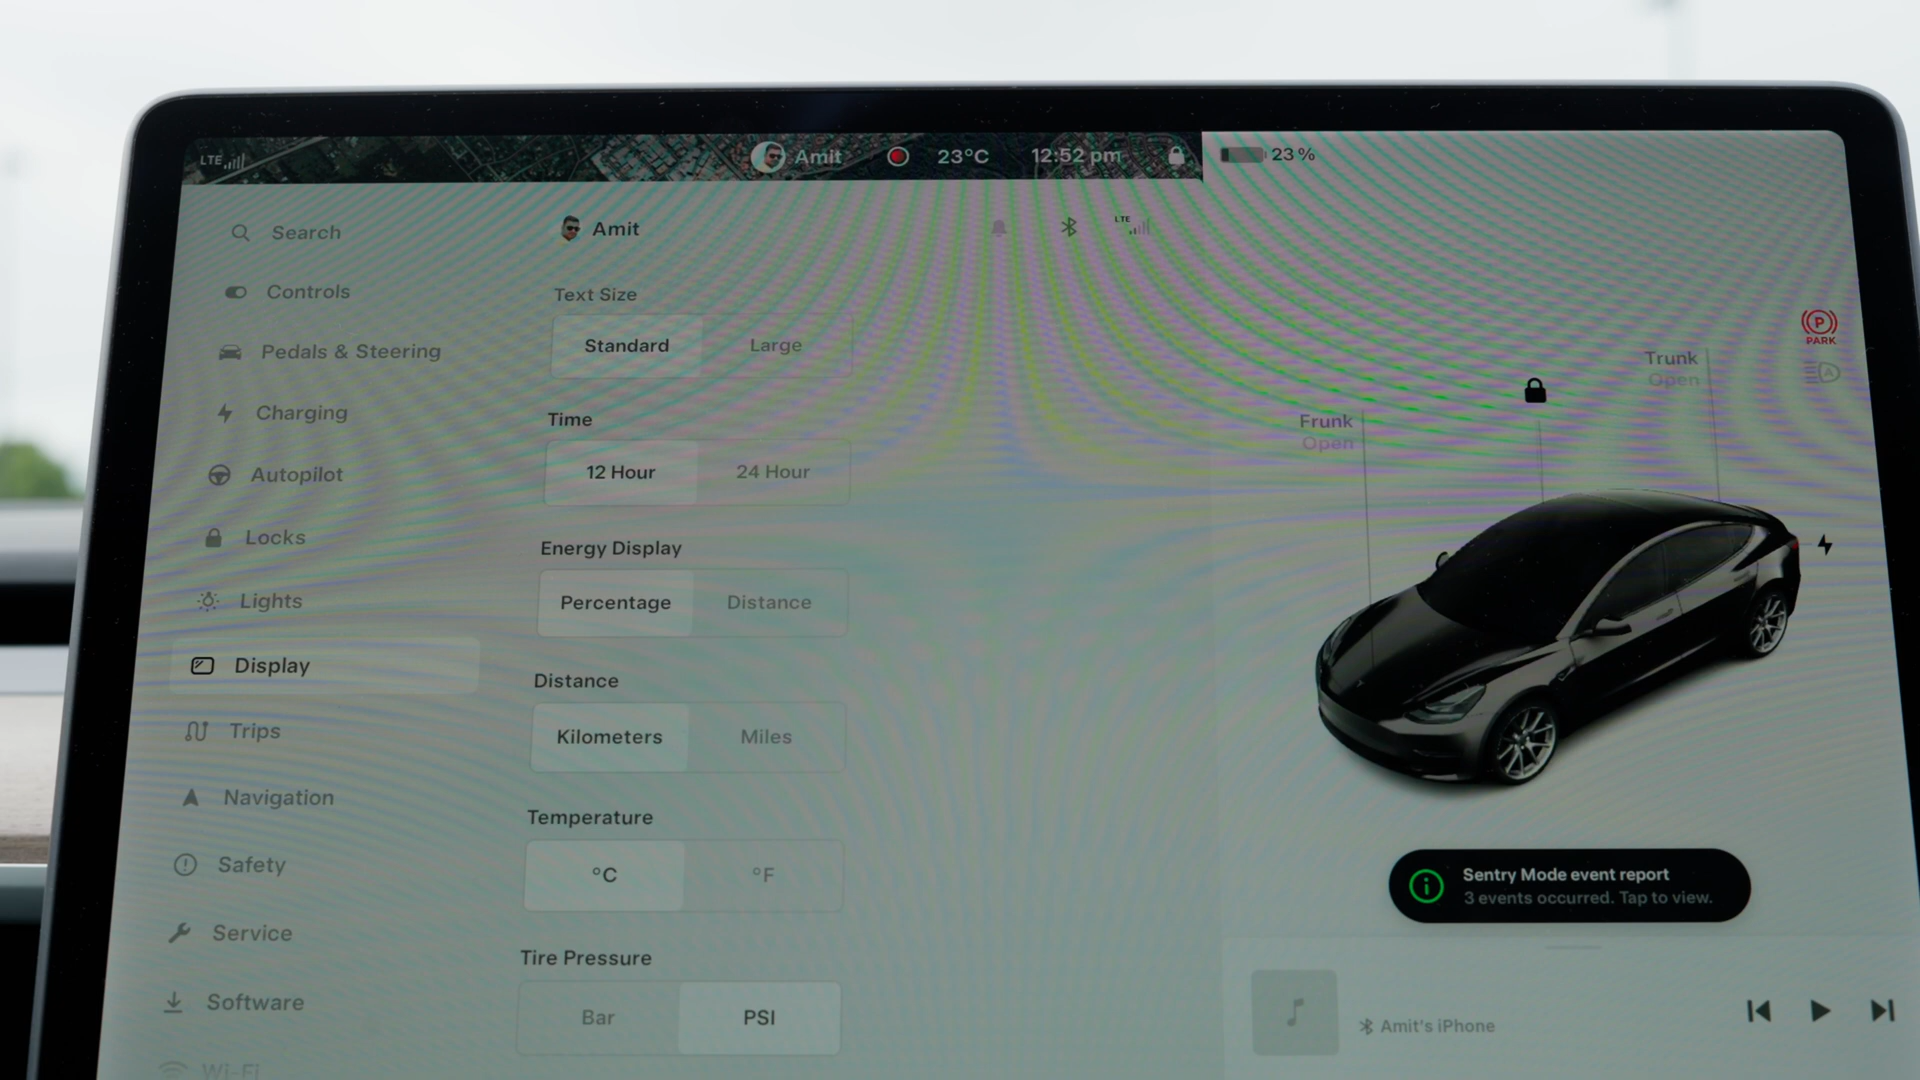 LTE
Amit
23°C
12:52 pm
23 %
Search
Controls
Pedals & Steering
Charging
Autopilot
Locks
Lights
Display
Trips
Navigation
Safety
Service
Software
Wi-Fi
Amit
LTE
Text Size
Standard
Large
Time
12 Hour
24 Hour
Energy Display
Percentage
Distance
Distance
Kilometers
Miles
Temperature
°C
°F
Tire Pressure
Bar
PSI
P
PARK
A
Trunk
Open
Frunk
Open
Sentry Mode event report
3 events occurred. Tap to view.
Amit's iPhone